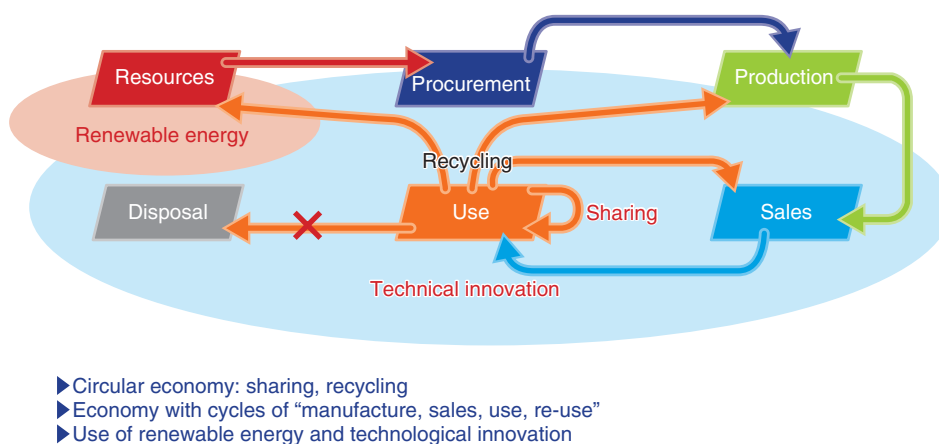 Resources
Procurement
Production
Renewable energy
Recycling
Disposal
Use
Sharing
Sales
Technical innovation
▶Circular economy: sharing, recycling
▶Economy with cycles of “manufacture, sales, use, re-use”
▶Use of renewable energy and technological innovation